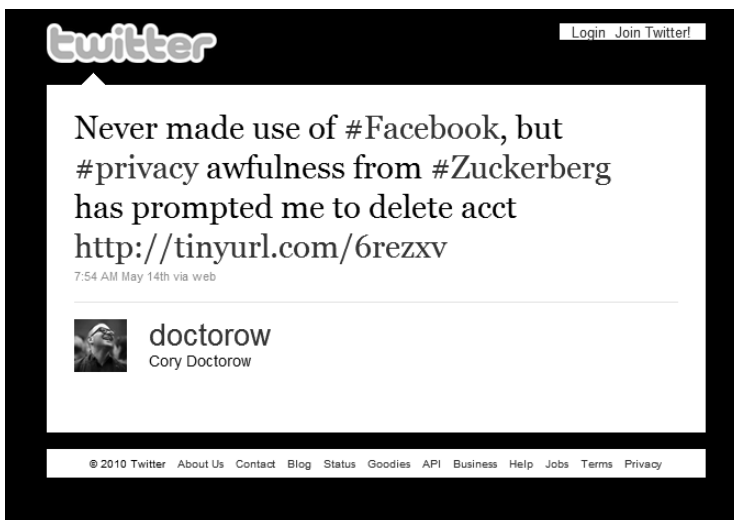 twitter
Login Join Twitter!
Never made use of #Facebook, but
#privacy awfulness from #Zuckerberg
has prompted me to delete acct
http://tinyurl.com/6rezxv
7:54 AM May 14th via web
doctorow
Cory Doctorow
© 2010 Twitter About Us Contact Blog Status Goodies API Business Help Jobs Terms Privacy